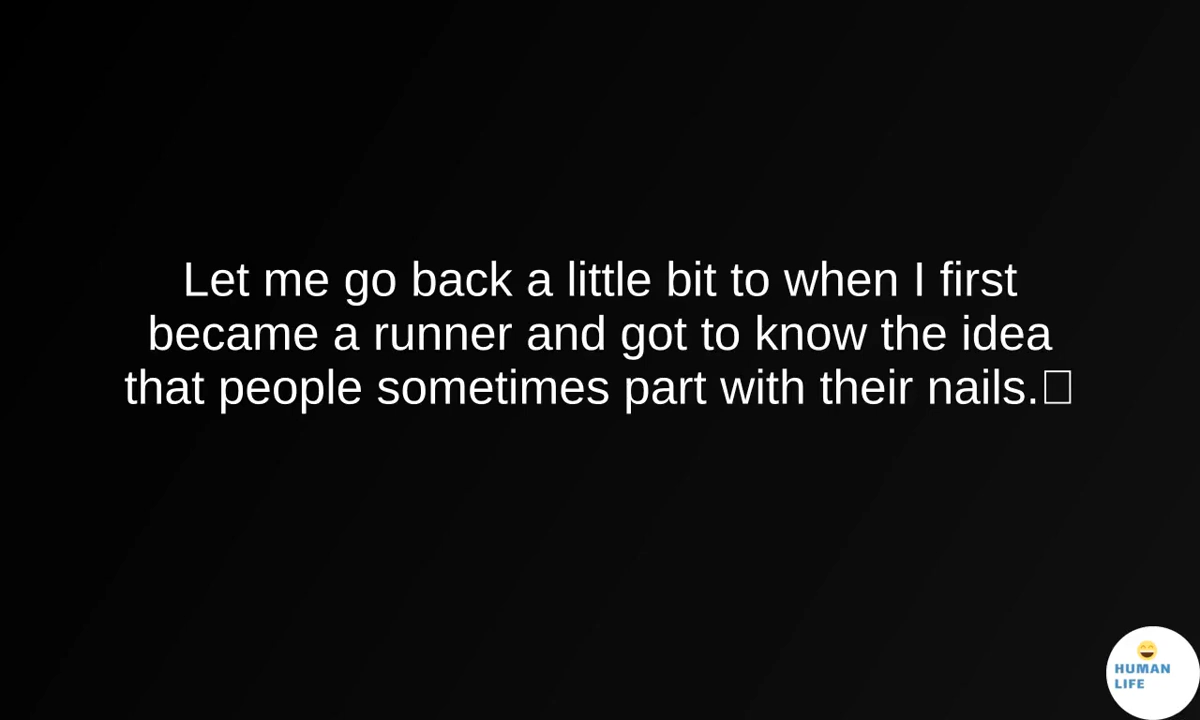 Let me go back a little bit to when I first
became a runner and got to know the idea
that people sometimes part with their nails.
HUMAN
LIFE